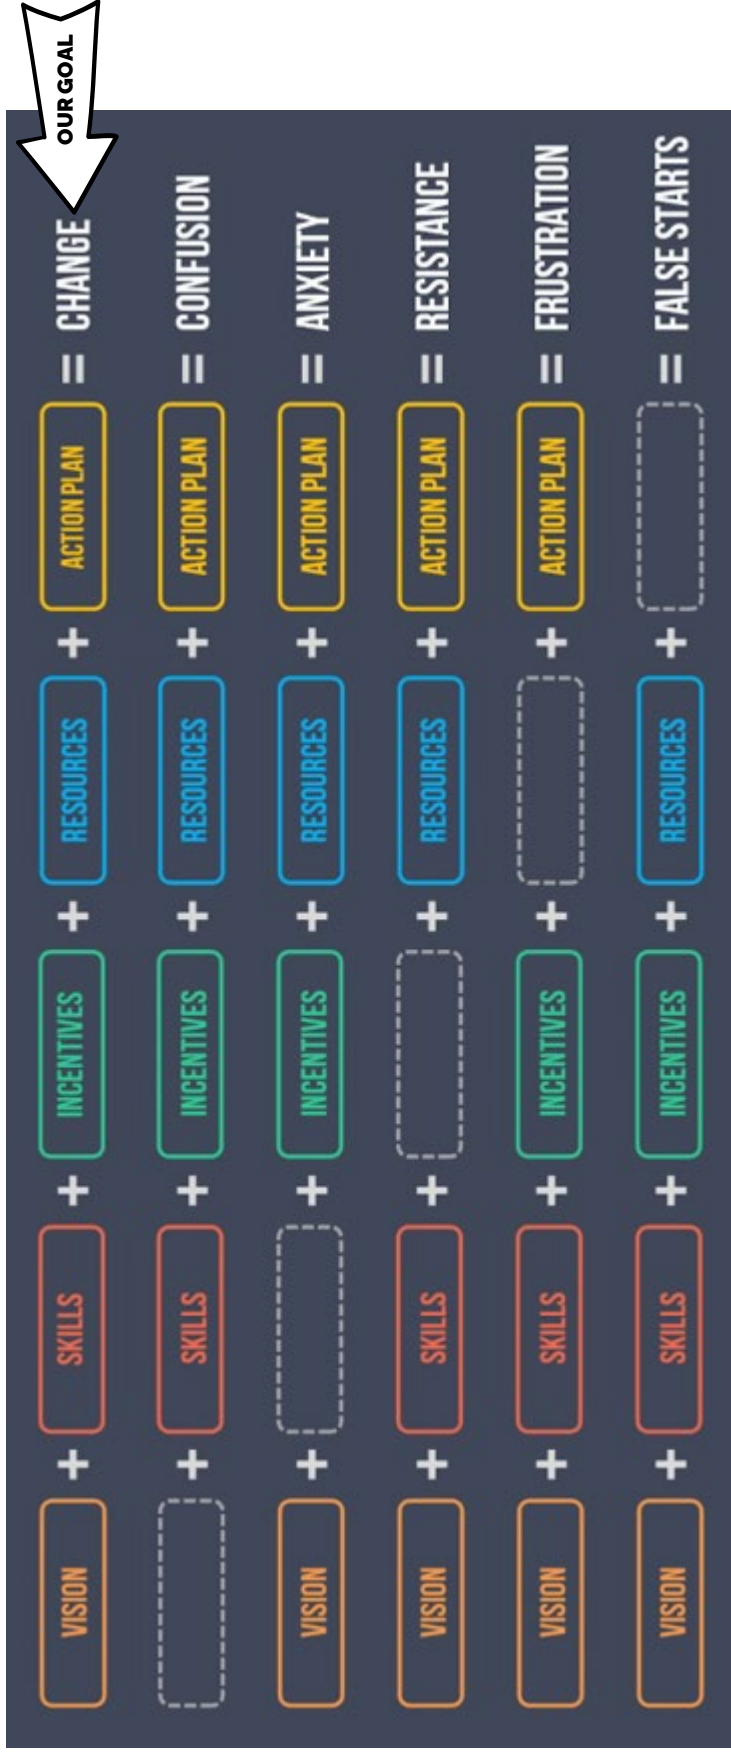 OUR GOAL
VISION + SKILLS + INCENTIVES + RESOURCES + ACTION PLAN = CHANGE
+ SKILLS + INCENTIVES + RESOURCES + ACTION PLAN = CONFUSION
VISION + + INCENTIVES + RESOURCES + ACTION PLAN = ANXIETY
VISION + SKILLS + + RESOURCES + ACTION PLAN = RESISTANCE
VISION + SKILLS + INCENTIVES + + ACTION PLAN = FRUSTRATION
VISION + SKILLS + INCENTIVES + RESOURCES + = FALSE STARTS